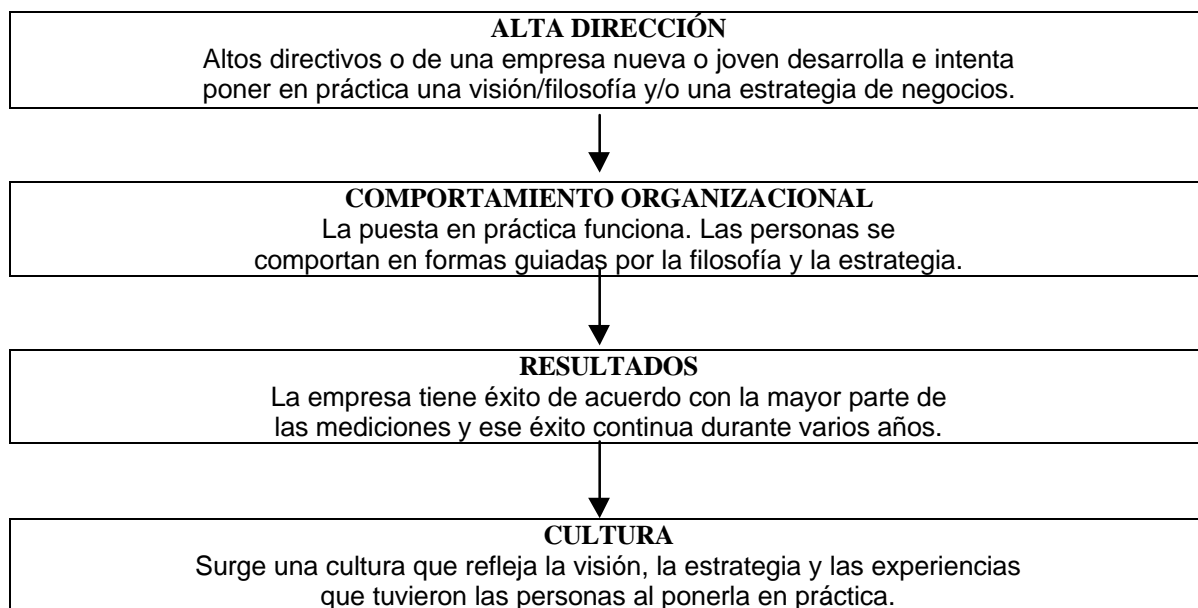 ALTA DIRECCIÓN
Altos directivos o de una empresa nueva o joven desarrolla e intenta
poner en práctica una visión/filosofía y/o una estrategia de negocios.
COMPORTAMIENTO ORGANIZACIONAL
La puesta en práctica funciona. Las personas se
comportan en formas guiadas por la filosofía y la estrategia.
RESULTADOS
La empresa tiene éxito de acuerdo con la mayor parte de
las mediciones y ese éxito continua durante varios años.
CULTURA
Surge una cultura que refleja la visión, la estrategia y las experiencias
que tuvieron las personas al ponerla en práctica.